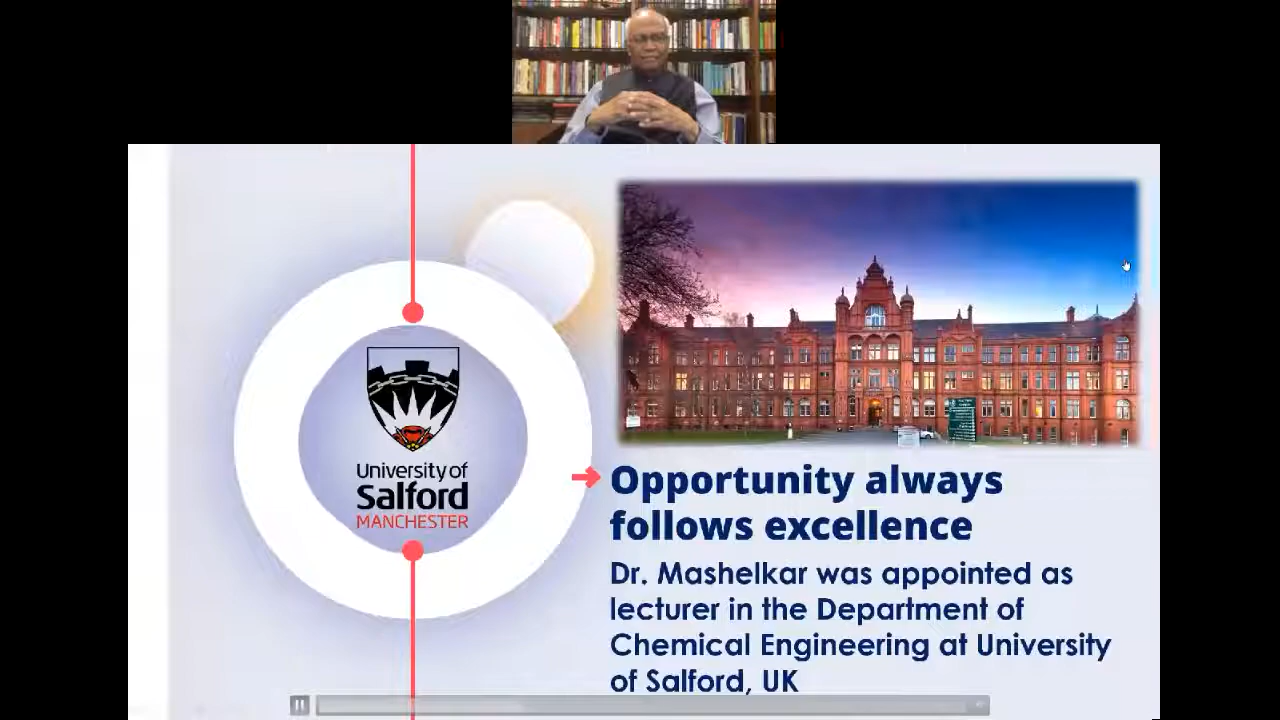 University of
Salford
MANCHESTER
Opportunity always
follows excellence
Dr. Mashelkar was appointed as
lecturer in the Department of
Chemical Engineering at University
of Salford, UK